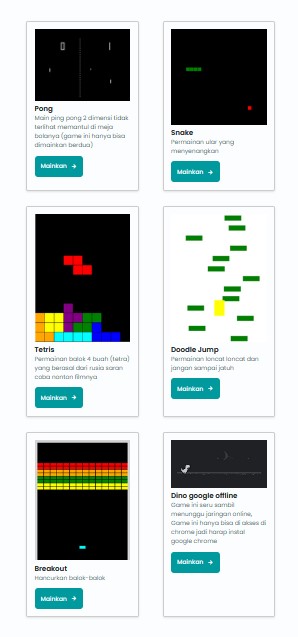 Pong
Main ping pong 2 dimensi tidak
terlihat memantul di meja
bolanya (game ini hanya bisa
dimainkan berdua)
Mainkan →
Snake
Permainan ular yang
menyenangkan
Mainkan →
Tetris
Permainan balok 4 buah (tetra)
yang berasal dari rusia saran
coba nonton filmnya
Mainkan →
Doodle Jump
Permainan loncat loncat dan
jangan sampai jatuh
Mainkan →
Breakout
Hancurkan balok-balok
Mainkan →
Dino google offline
Game ini seru sambil
menunggu jaringan online,
Game ini hanya bisa di akses di
chrome jadi harap instal
google chrome
Mainkan →